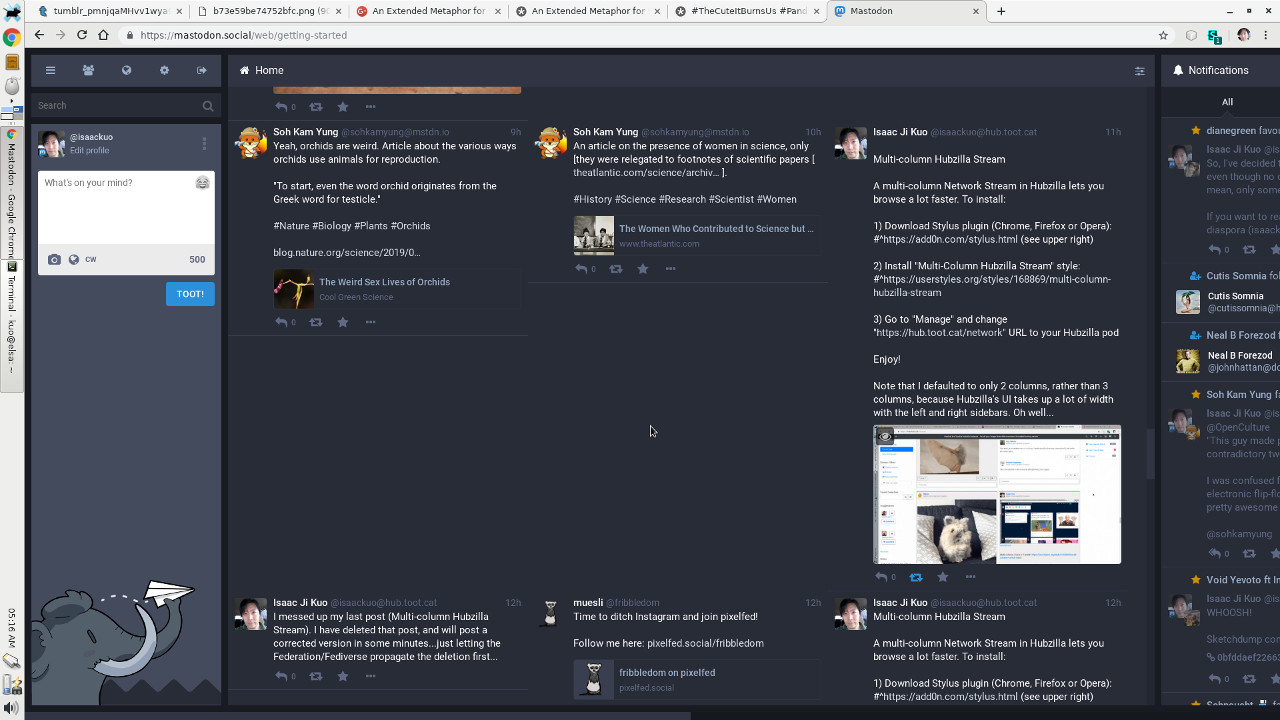 tumblr_pmnjqaMHvv1wya
b73e59be74752bfc.png (90
An Extended Metaphor for
An Extended Metaphor for
#TheCuteItBurnsUs #Pand
Mastodon
https://mastodon.social/web/getting-started
Search
@isaackuo
Edit profile
What's on your mind?
CW
500
TOOT!
Mastodon - Google Chrome
Terminal - kuo@elsa: ~
05:16 AM
Home
0
Soh Kam Yung @sohkamyung@mstdn.io 9h
Yeah, orchids are weird. Article about the various ways
orchids use animals for reproduction.
"To start, even the word orchid originates from the
Greek word for testicle."
#Nature #Biology #Plants #Orchids
blog.nature.org/science/2019/0…
The Weird Sex Lives of Orchids
Cool Green Science
0
Soh Kam Yung @sohkamyung@mstdn.io 10h
An article on the presence of women in science, only
[they were relegated to footnotes of scientific papers [
theatlantic.com/science/archiv… ].
#History #Science #Research #Scientist #Women
The Women Who Contributed to Science but ...
www.theatlantic.com
0
Isaac Ji Kuo @isaackuo@hub.toot.cat 11h
Multi-column Hubzilla Stream
A multi-column Network Stream in Hubzilla lets you
browse a lot faster. To install:
1) Download Stylus plugin (Chrome, Firefox or Opera):
#^https://add0n.com/stylus.html (see upper right)
2) Install "Multi-Column Hubzilla Stream" style:
#^https://userstyles.org/styles/168869/multi-column-
hubzilla-stream
3) Go to "Manage" and change
"https://hub.toot.cat/network" URL to your Hubzilla pod
Enjoy!
Note that I defaulted to only 2 columns, rather than 3
columns, because Hubzilla's UI takes up a lot of width
with the left and right sidebars. Oh well...
0
Isaac Ji Kuo @isaackuo@hub.toot.cat 12h
I messed up my last post (Multi-column Hubzilla
Stream). I have deleted that post, and will post a
corrected version in some minutes...just letting the
Federation/Fediverse propagate the deletion first...
0
muesli @fribbledom 12h
Time to ditch Instagram and join pixelfed!
Follow me here: pixelfed.social/fribbledom
fribbledom on pixelfed
pixelfed.social
Isaac Ji Kuo @isaackuo@hub.toot.cat 12h
Multi-column Hubzilla Stream
A multi-column Network Stream in Hubzilla lets you
browse a lot faster. To install:
1) Download Stylus plugin (Chrome, Firefox or Opera):
#^https://add0n.com/stylus.html (see upper right)
Notifications
All
dianegreen favou
Isaac Ji Kuo @is
So, I've decided t
even though no o
mean, only some
If you want to re
diaspora (isaack
0
Cutis Somnia fo
Cutis Somnia
@cutissomnia@h
Neal B Forezod f
Neal B Forezod
@johnhattan@do
Soh Kam Yung fa
Isaac Ji Kuo @is
@OpenCulture
"This guy made p
contradictory tw
I was confused f
electronic flip-flo
pretty awesome
@sohkamyung
0
Void Yevoto ft In
Isaac Ji Kuo @is
WHOOSH!
Sketchdump cor
0bfddaef22663
0